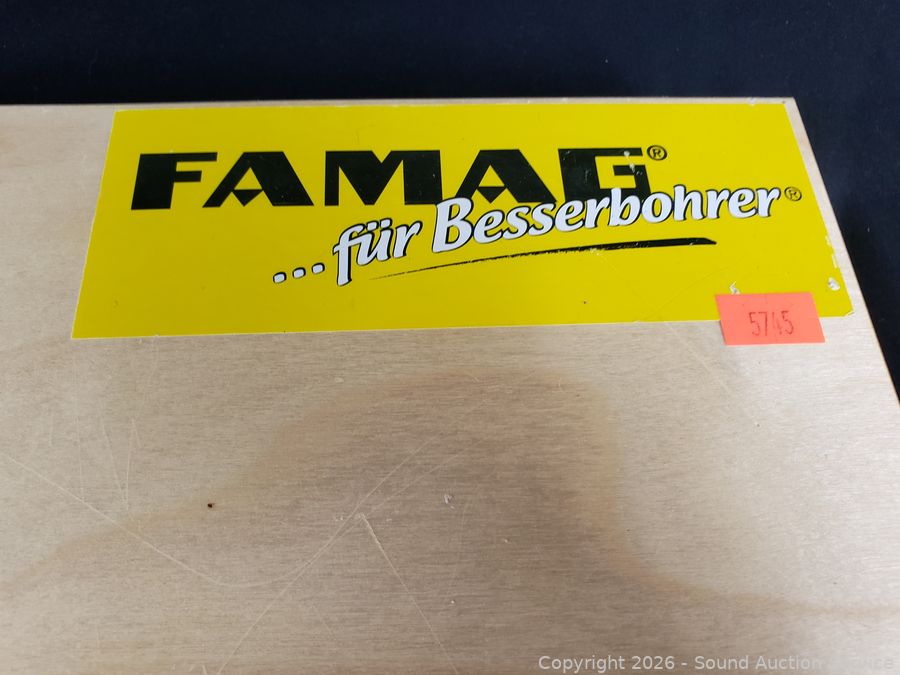 FAMAG®
...für Besserbohrer®
5745
Copyright 2026 - Sound Auction Service